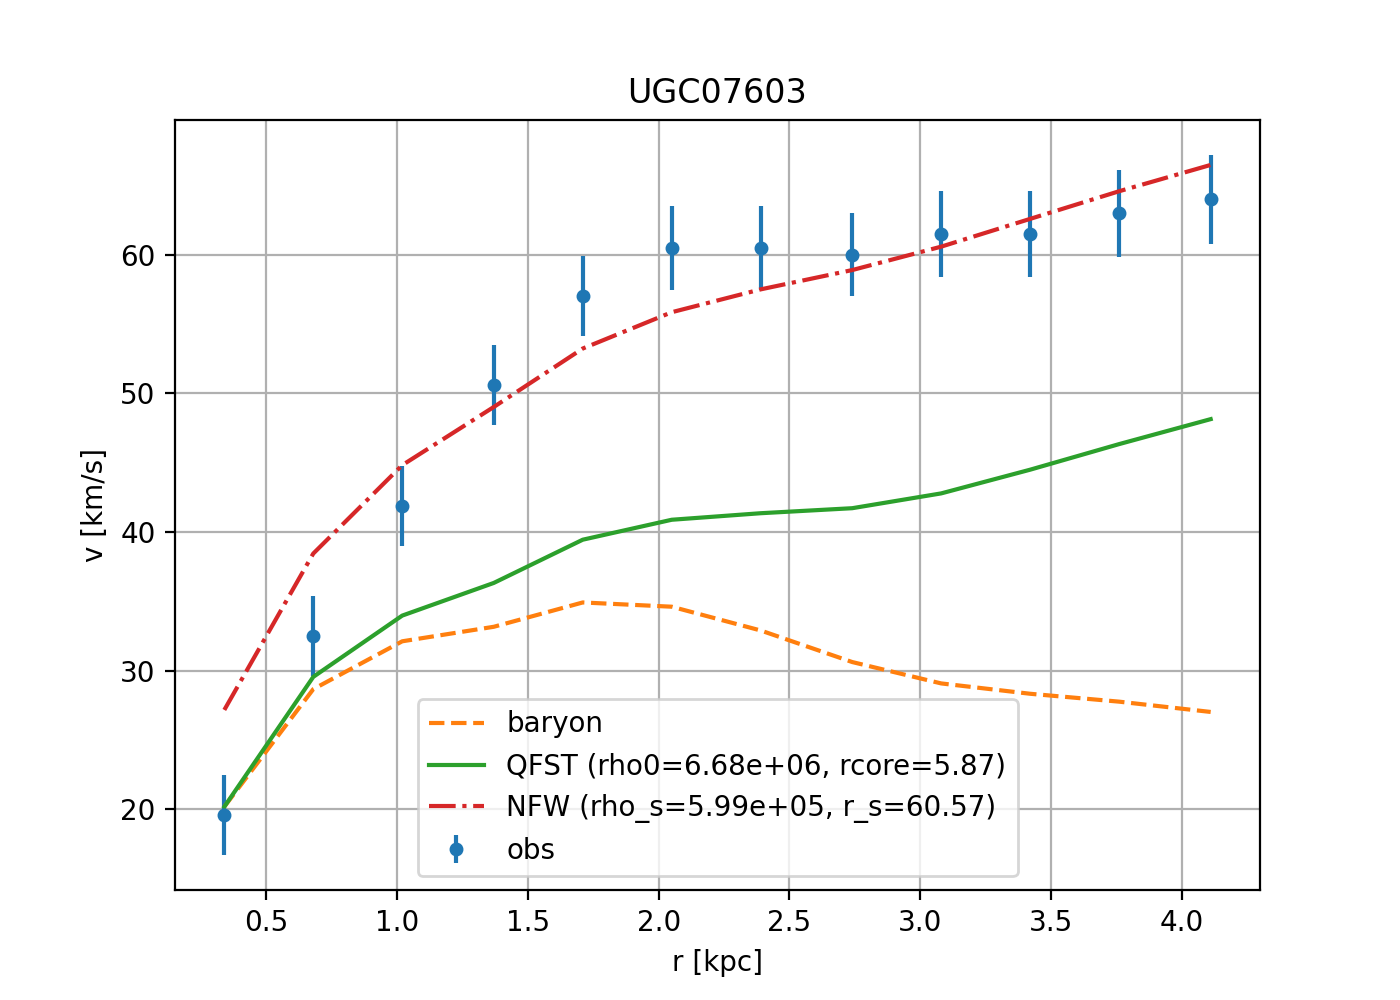 UGC07603
v [km/s]
60
50
40
30
20
baryon
QFST (rho0=6.68e+06, rcore=5.87)
NFW (rho_s=5.99e+05, r_s=60.57)
obs
0.5 1.0 1.5 2.0 2.5 3.0 3.5 4.0
r [kpc]